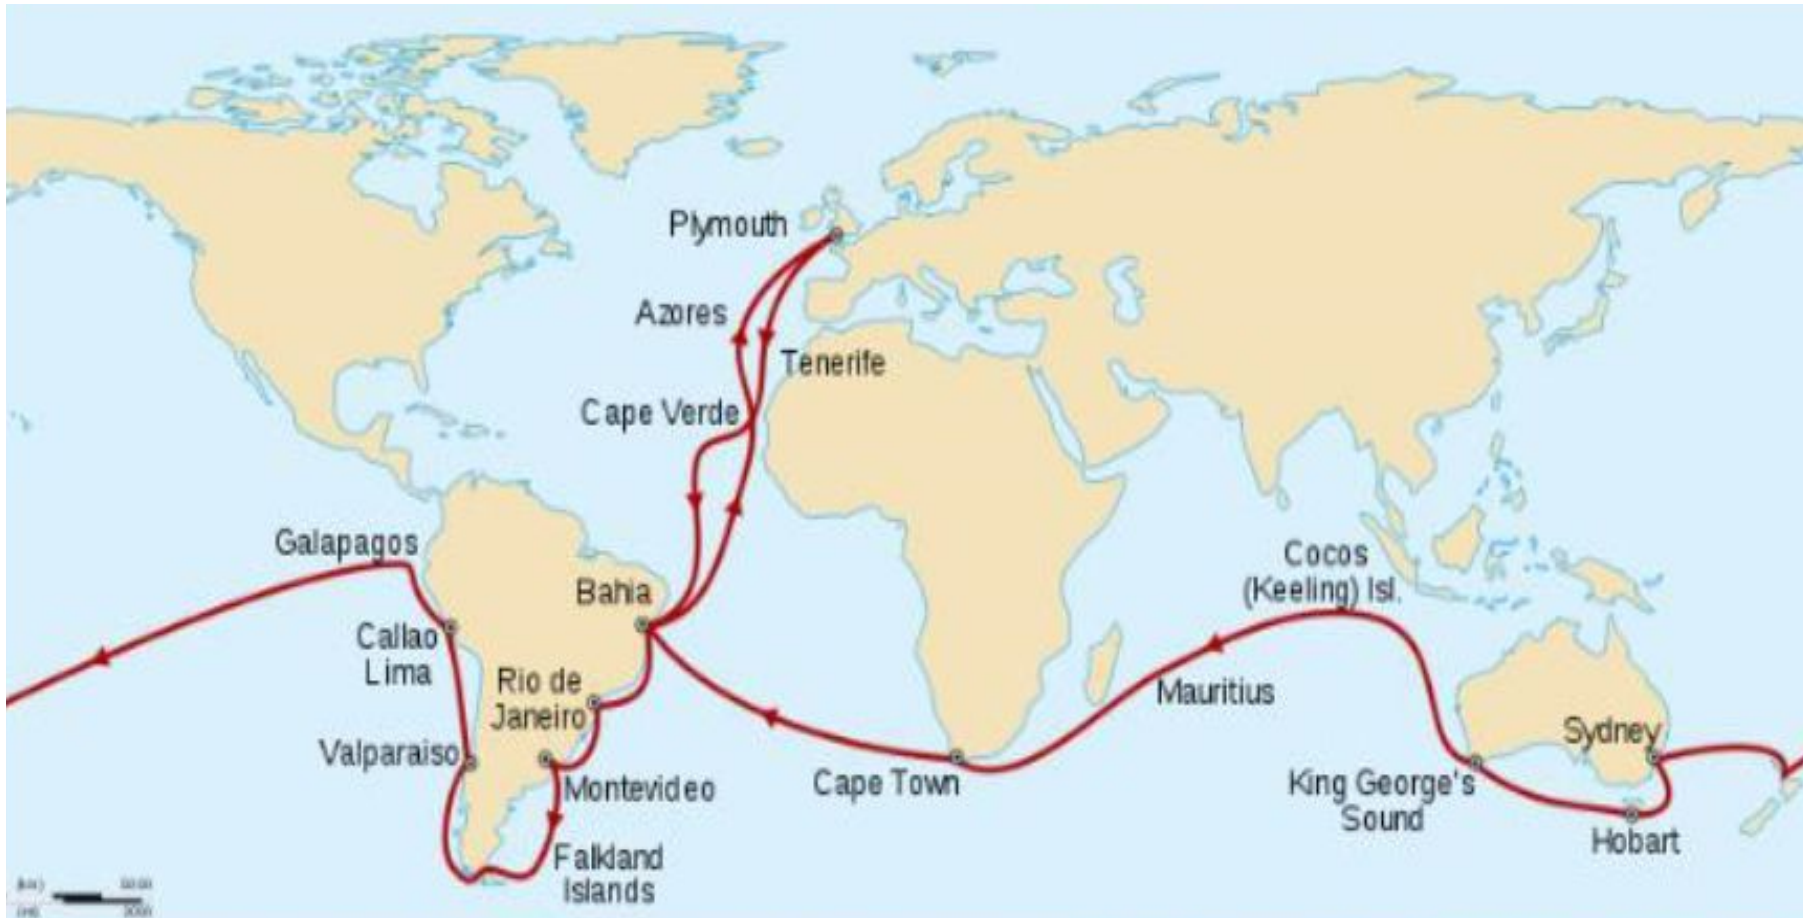 Plymouth
Azores
Tenerife
Cape Verde
Galapagos
Bahia
Callao
Lima
Rio de
Janeiro
Valparaiso
Montevideo
Falkland
Islands
Cape Town
Cocos
(Keeling) Isl.
Mauritius
Sydney
King George's
Sound
Hobart